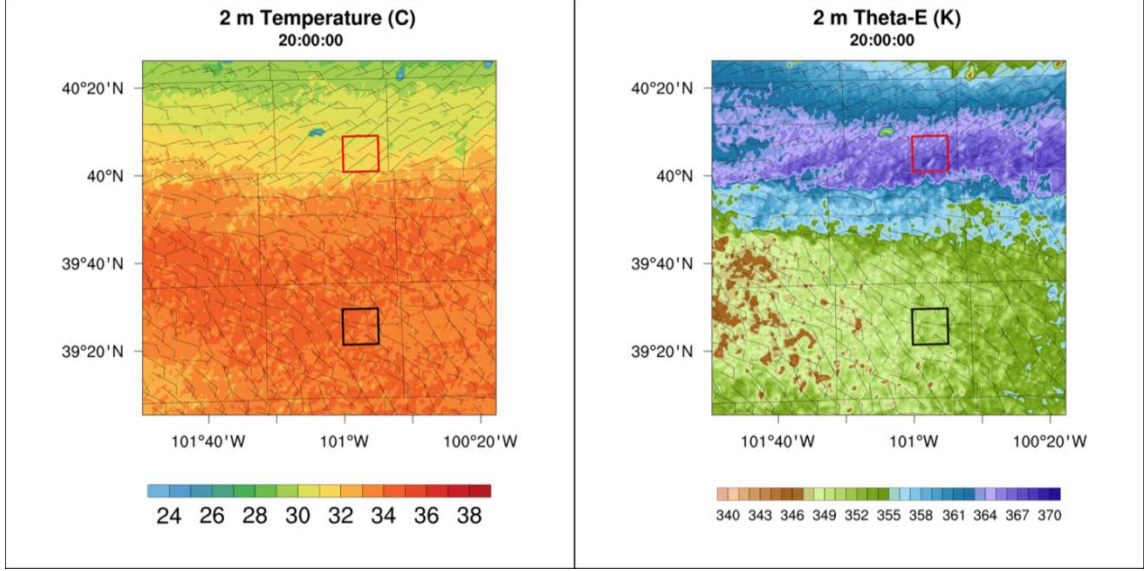 2 m Temperature (C)
20:00:00
40°20'N
40°N
39°40'N
39°20'N
101°40'W 101°W 100°20'W
24 26 28 30 32 34 36 38
2 m Theta-E (K)
20:00:00
40°20'N
40°N
39°40'N
39°20'N
101°40'W 101°W 100°20'W
340 343 346 349 352 355 358 361 364 367 370